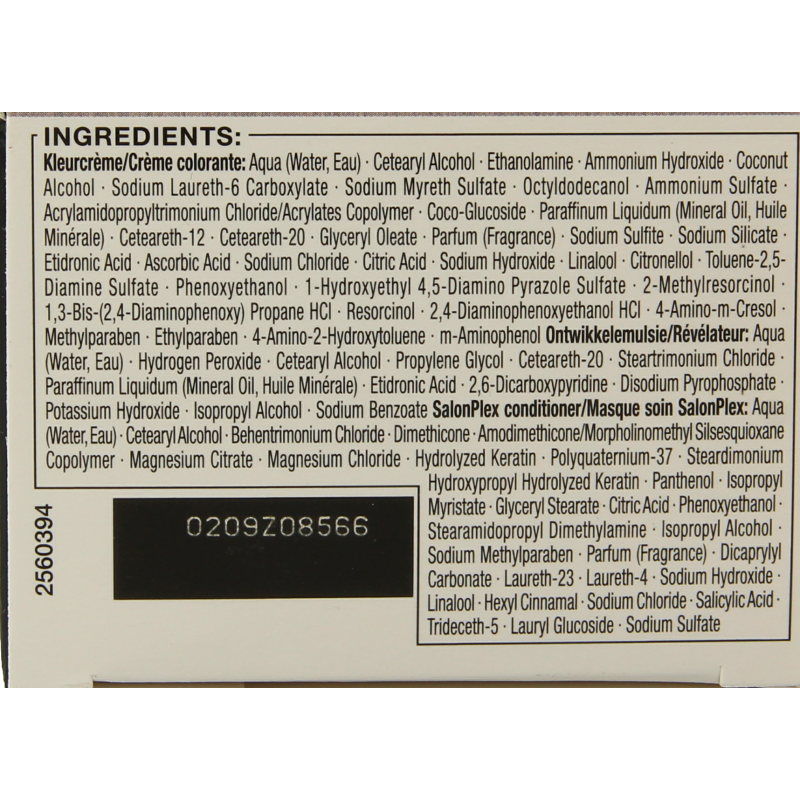 INGREDIENTS:
Kleurcrème/Crème colorante: Aqua (Water, Eau) · Cetearyl Alcohol · Ethanolamine · Ammonium Hydroxide · Coconut
Alcohol · Sodium Laureth-6 Carboxylate · Sodium Myreth Sulfate · Octyldodecanol · Ammonium Sulfate ·
Acrylamidopropyltrimonium Chloride/Acrylates Copolymer · Coco-Glucoside · Paraffinum Liquidum (Mineral Oil, Huile
Minérale) · Ceteareth-12 · Ceteareth-20 · Glyceryl Oleate · Parfum (Fragrance) · Sodium Sulfite · Sodium Silicate ·
Etidronic Acid · Ascorbic Acid · Sodium Chloride · Citric Acid · Sodium Hydroxide · Linalool · Citronellol · Toluene-2,5-
Diamine Sulfate · Phenoxyethanol · 1-Hydroxyethyl 4,5-Diamino Pyrazole Sulfate · 2-Methylresorcinol ·
1,3-Bis-(2,4-Diaminophenoxy) Propane HCl · Resorcinol · 2,4-Diaminophenoxyethanol HCl · 4-Amino-m-Cresol ·
Methylparaben · Ethylparaben · 4-Amino-2-Hydroxytoluene · m-Aminophenol Ontwikkelemulsie/Révélateur: Aqua
(Water, Eau) · Hydrogen Peroxide · Cetearyl Alcohol · Propylene Glycol · Ceteareth-20 · Steartrimonium Chloride ·
Paraffinum Liquidum (Mineral Oil, Huile Minérale) · Etidronic Acid · 2,6-Dicarboxypyridine · Disodium Pyrophosphate ·
Potassium Hydroxide · Isopropyl Alcohol · Sodium Benzoate SalonPlex conditioner/Masque soin SalonPlex: Aqua
(Water, Eau) · Cetearyl Alcohol · Behentrimonium Chloride · Dimethicone · Amodimethicone/Morpholinomethyl Silsesquioxane
Copolymer · Magnesium Citrate · Magnesium Chloride · Hydrolyzed Keratin · Polyquaternium-37 · Steardimonium
Hydroxypropyl Hydrolyzed Keratin · Panthenol · Isopropyl
Myristate · Glyceryl Stearate · Citric Acid · Phenoxyethanol ·
Stearamidopropyl Dimethylamine · Isopropyl Alcohol ·
Sodium Methylparaben · Parfum (Fragrance) · Dicaprylyl
Carbonate · Laureth-23 · Laureth-4 · Sodium Hydroxide ·
Linalool · Hexyl Cinnamal · Sodium Chloride · Salicylic Acid ·
Trideceth-5 · Lauryl Glucoside · Sodium Sulfate
2560394
0209Z08566